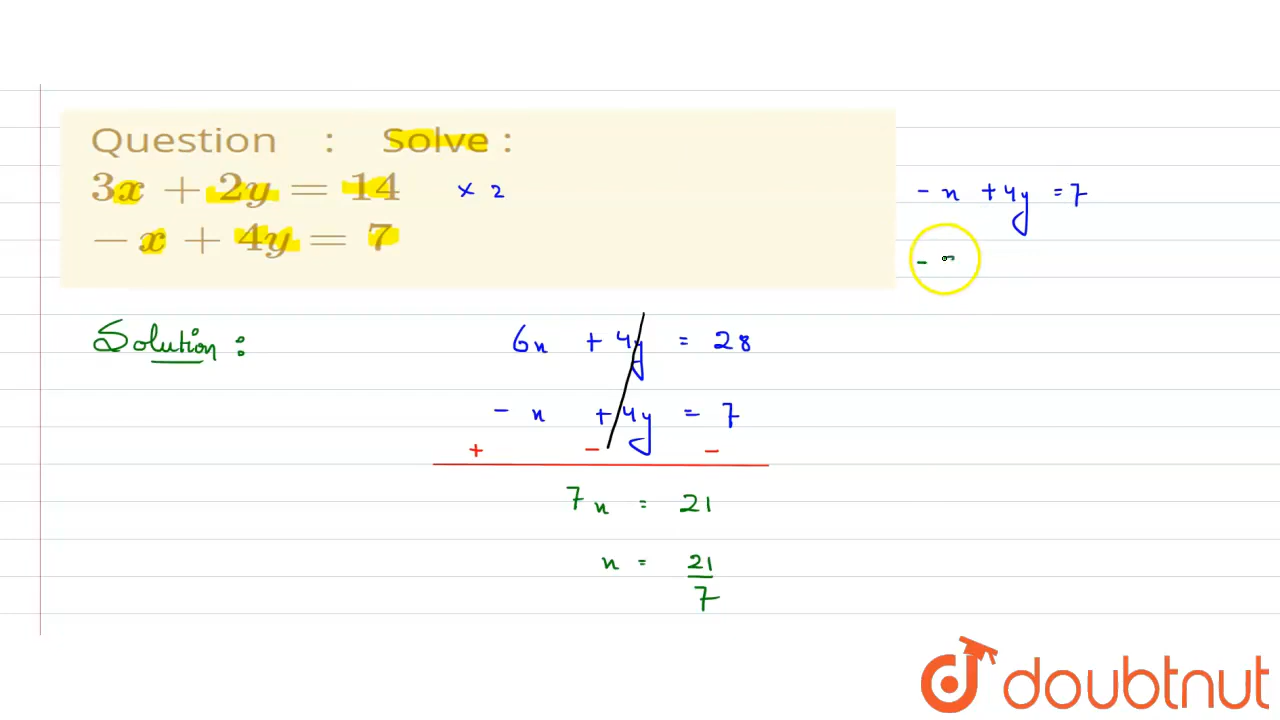 Question : Solve :
3x + 2y = 14 × 2
-x + 4y = 7
- x + 4y = 7
-
Solution :
6x + 4y = 28
- x + 4y = 7
+ - -
7x = 21
x = 21/7
doubtnut